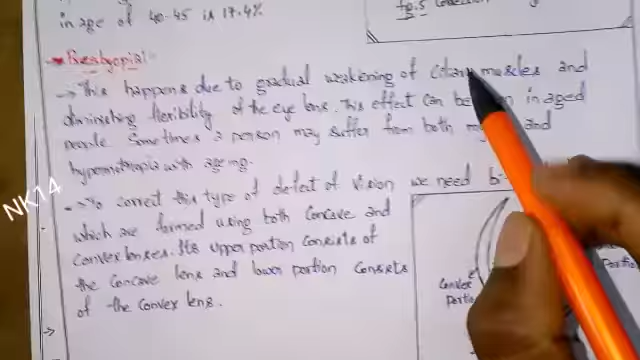 in age of 40-45 is 17.4%
fig.5
Presbyopia:
→ This happens due to gradual weakening of Ciliary muscles and
diminishing flexibility of the eye lens. This effect can be in aged
people. Sometimes a person may suffer from both and
hypermetropia with ageing.
→ To correct this type of defect of vision we need bi
which are formed using both Concave and
Convex lenses. Its upper portion Consists of
the Concave lens and lower portion Consists
of the Convex lens.
Convex
portion
Portio
NK14